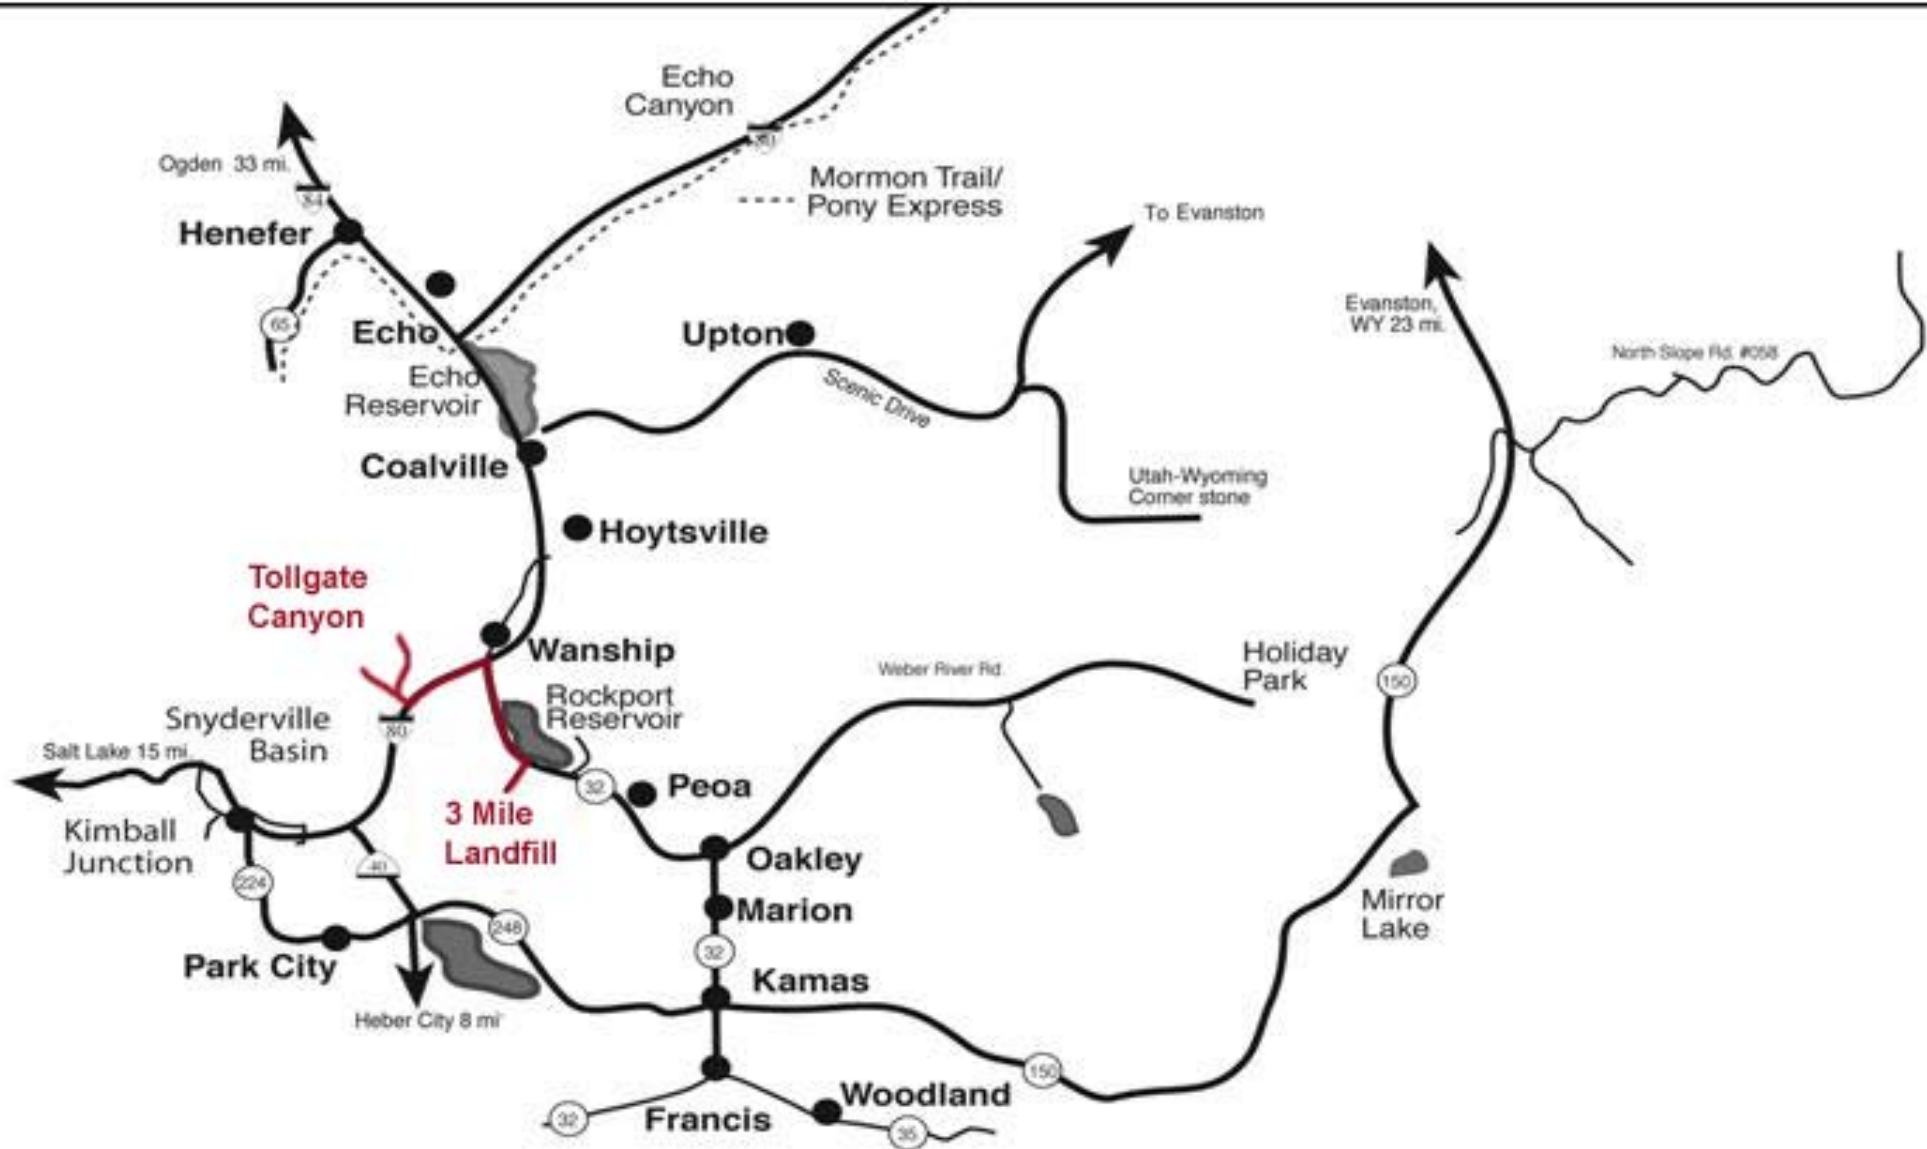 Echo
Canyon
80
Ogden 33 mi.
84
Mormon Trail/
Pony Express
To Evanston
Henefer
65
Echo
Upton
Evanston,
WY 23 mi.
North Slope Rd. #058
Echo
Reservoir
Scenic Drive
Coalville
Utah-Wyoming
Corner stone
Hoytsville
Tollgate
Canyon
Wanship
Weber River Rd.
Holiday
Park
150
Rockport
Reservoir
Snyderville
Basin
80
Salt Lake 15 mi.
32
Peoa
3 Mile
Landfill
Kimball
Junction
40
Oakley
224
Marion
Mirror
Lake
248
32
Park City
Kamas
Heber City 8 mi
150
Woodland
32
Francis
35